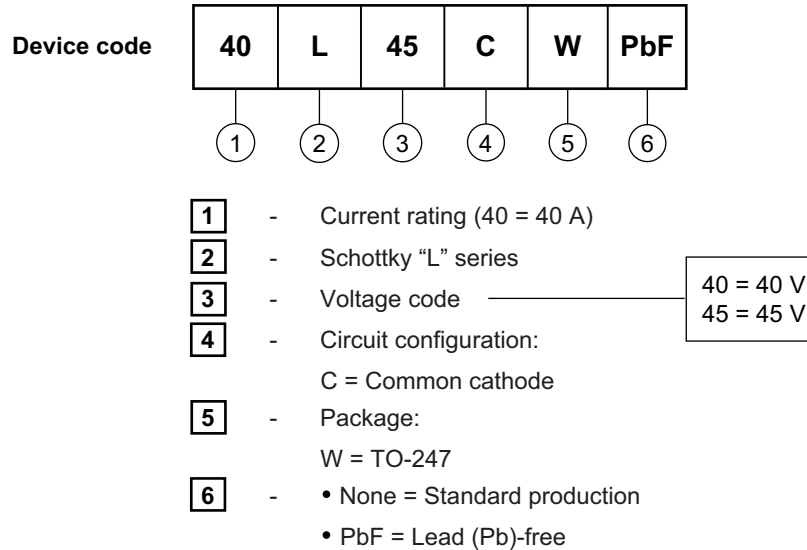 Device code 40 L 45 C W PbF
1 2 3 4 5 6
1 - Current rating (40 = 40 A)
2 - Schottky “L” series
3 - Voltage code
40 = 40 V
45 = 45 V
4 - Circuit configuration:
C = Common cathode
5 - Package:
W = TO-247
6 - • None = Standard production
• PbF = Lead (Pb)-free